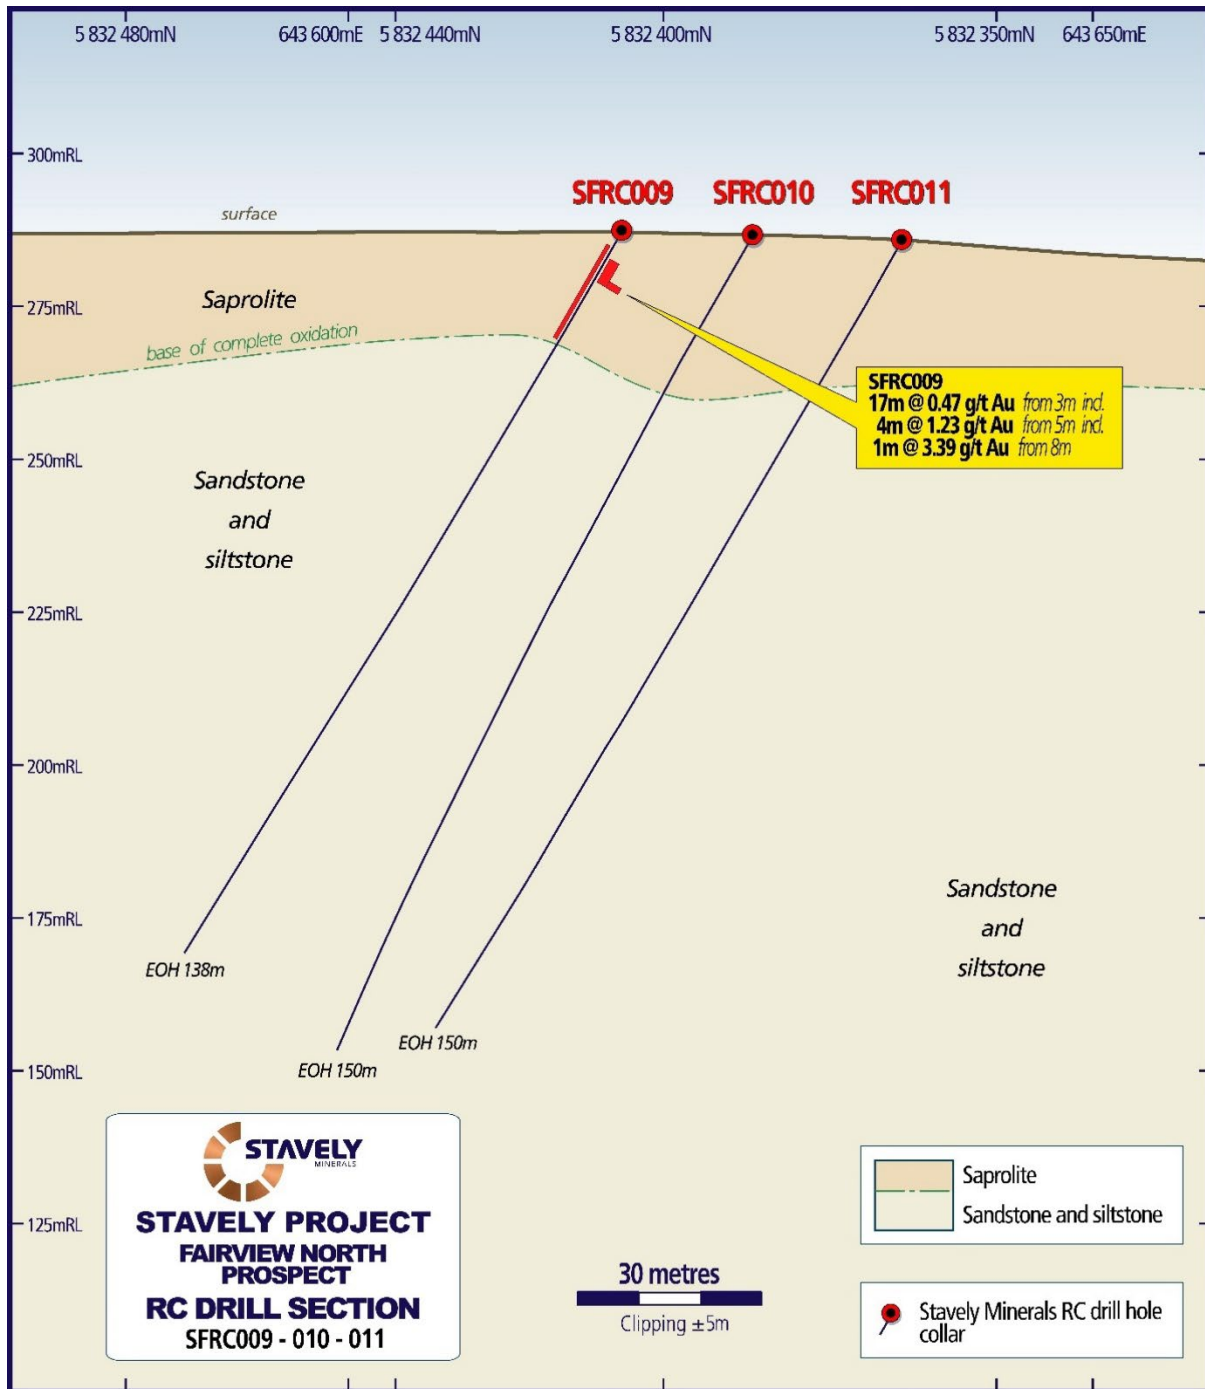 5 832 480mN 643 600mE 5 832 440mN 5 832 400mN 5 832 350mN 643 650mE
300mRL
SFRC009 SFRC010 SFRC011
surface
Saprolite
275mRL
base of complete oxidation
SFRC009
17m @ 0.47 g/t Au from 3m incl.
4m @ 1.23 g/t Au from 5m incl.
1m @ 3.39 g/t Au from 8m
250mRL
Sandstone
and
siltstone
225mRL
200mRL
175mRL
Sandstone
and
siltstone
EOH 138m
EOH 150m
EOH 150m
150mRL
125mRL
STAVELY
MINERALS
STAVELY PROJECT
FAIRVIEW NORTH
PROSPECT
RC DRILL SECTION
SFRC009 - 010 - 011
30 metres
Clipping ±5m
Saprolite
Sandstone and siltstone
Stavely Minerals RC drill hole
collar